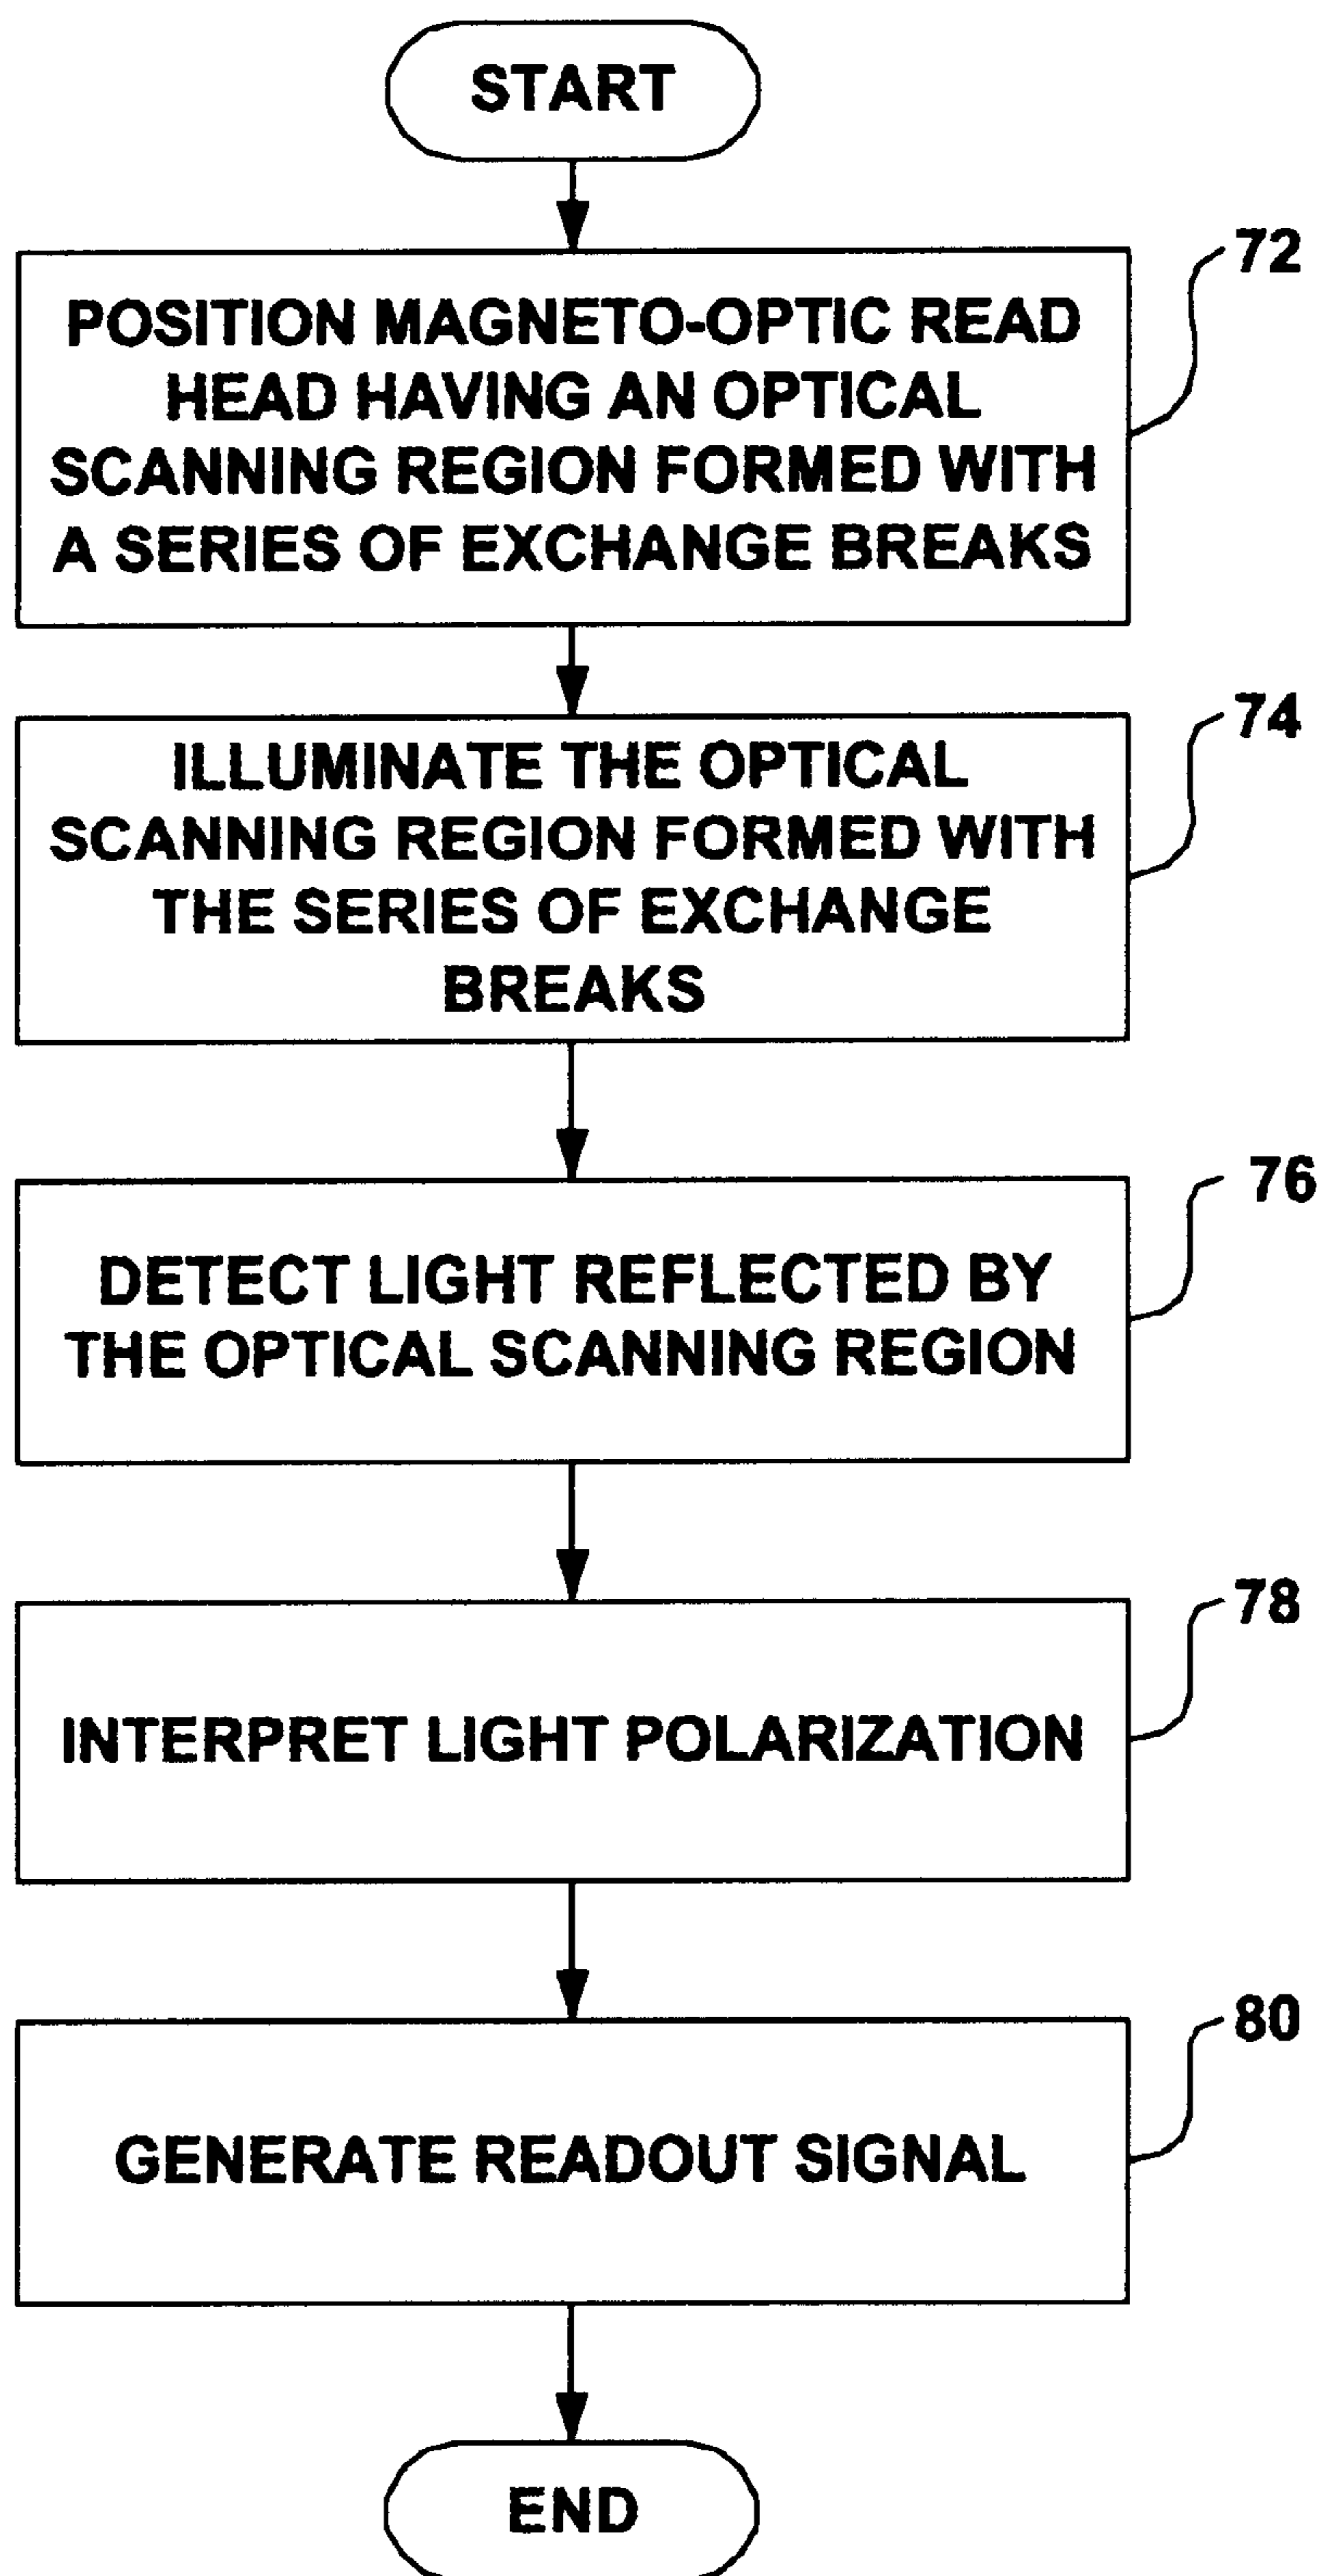 START
72
POSITION MAGNETO-OPTIC READ
HEAD HAVING AN OPTICAL
SCANNING REGION FORMED WITH
A SERIES OF EXCHANGE BREAKS
74
ILLUMINATE THE OPTICAL
SCANNING REGION FORMED WITH
THE SERIES OF EXCHANGE
BREAKS
76
DETECT LIGHT REFLECTED BY
THE OPTICAL SCANNING REGION
78
INTERPRET LIGHT POLARIZATION
80
GENERATE READOUT SIGNAL
END